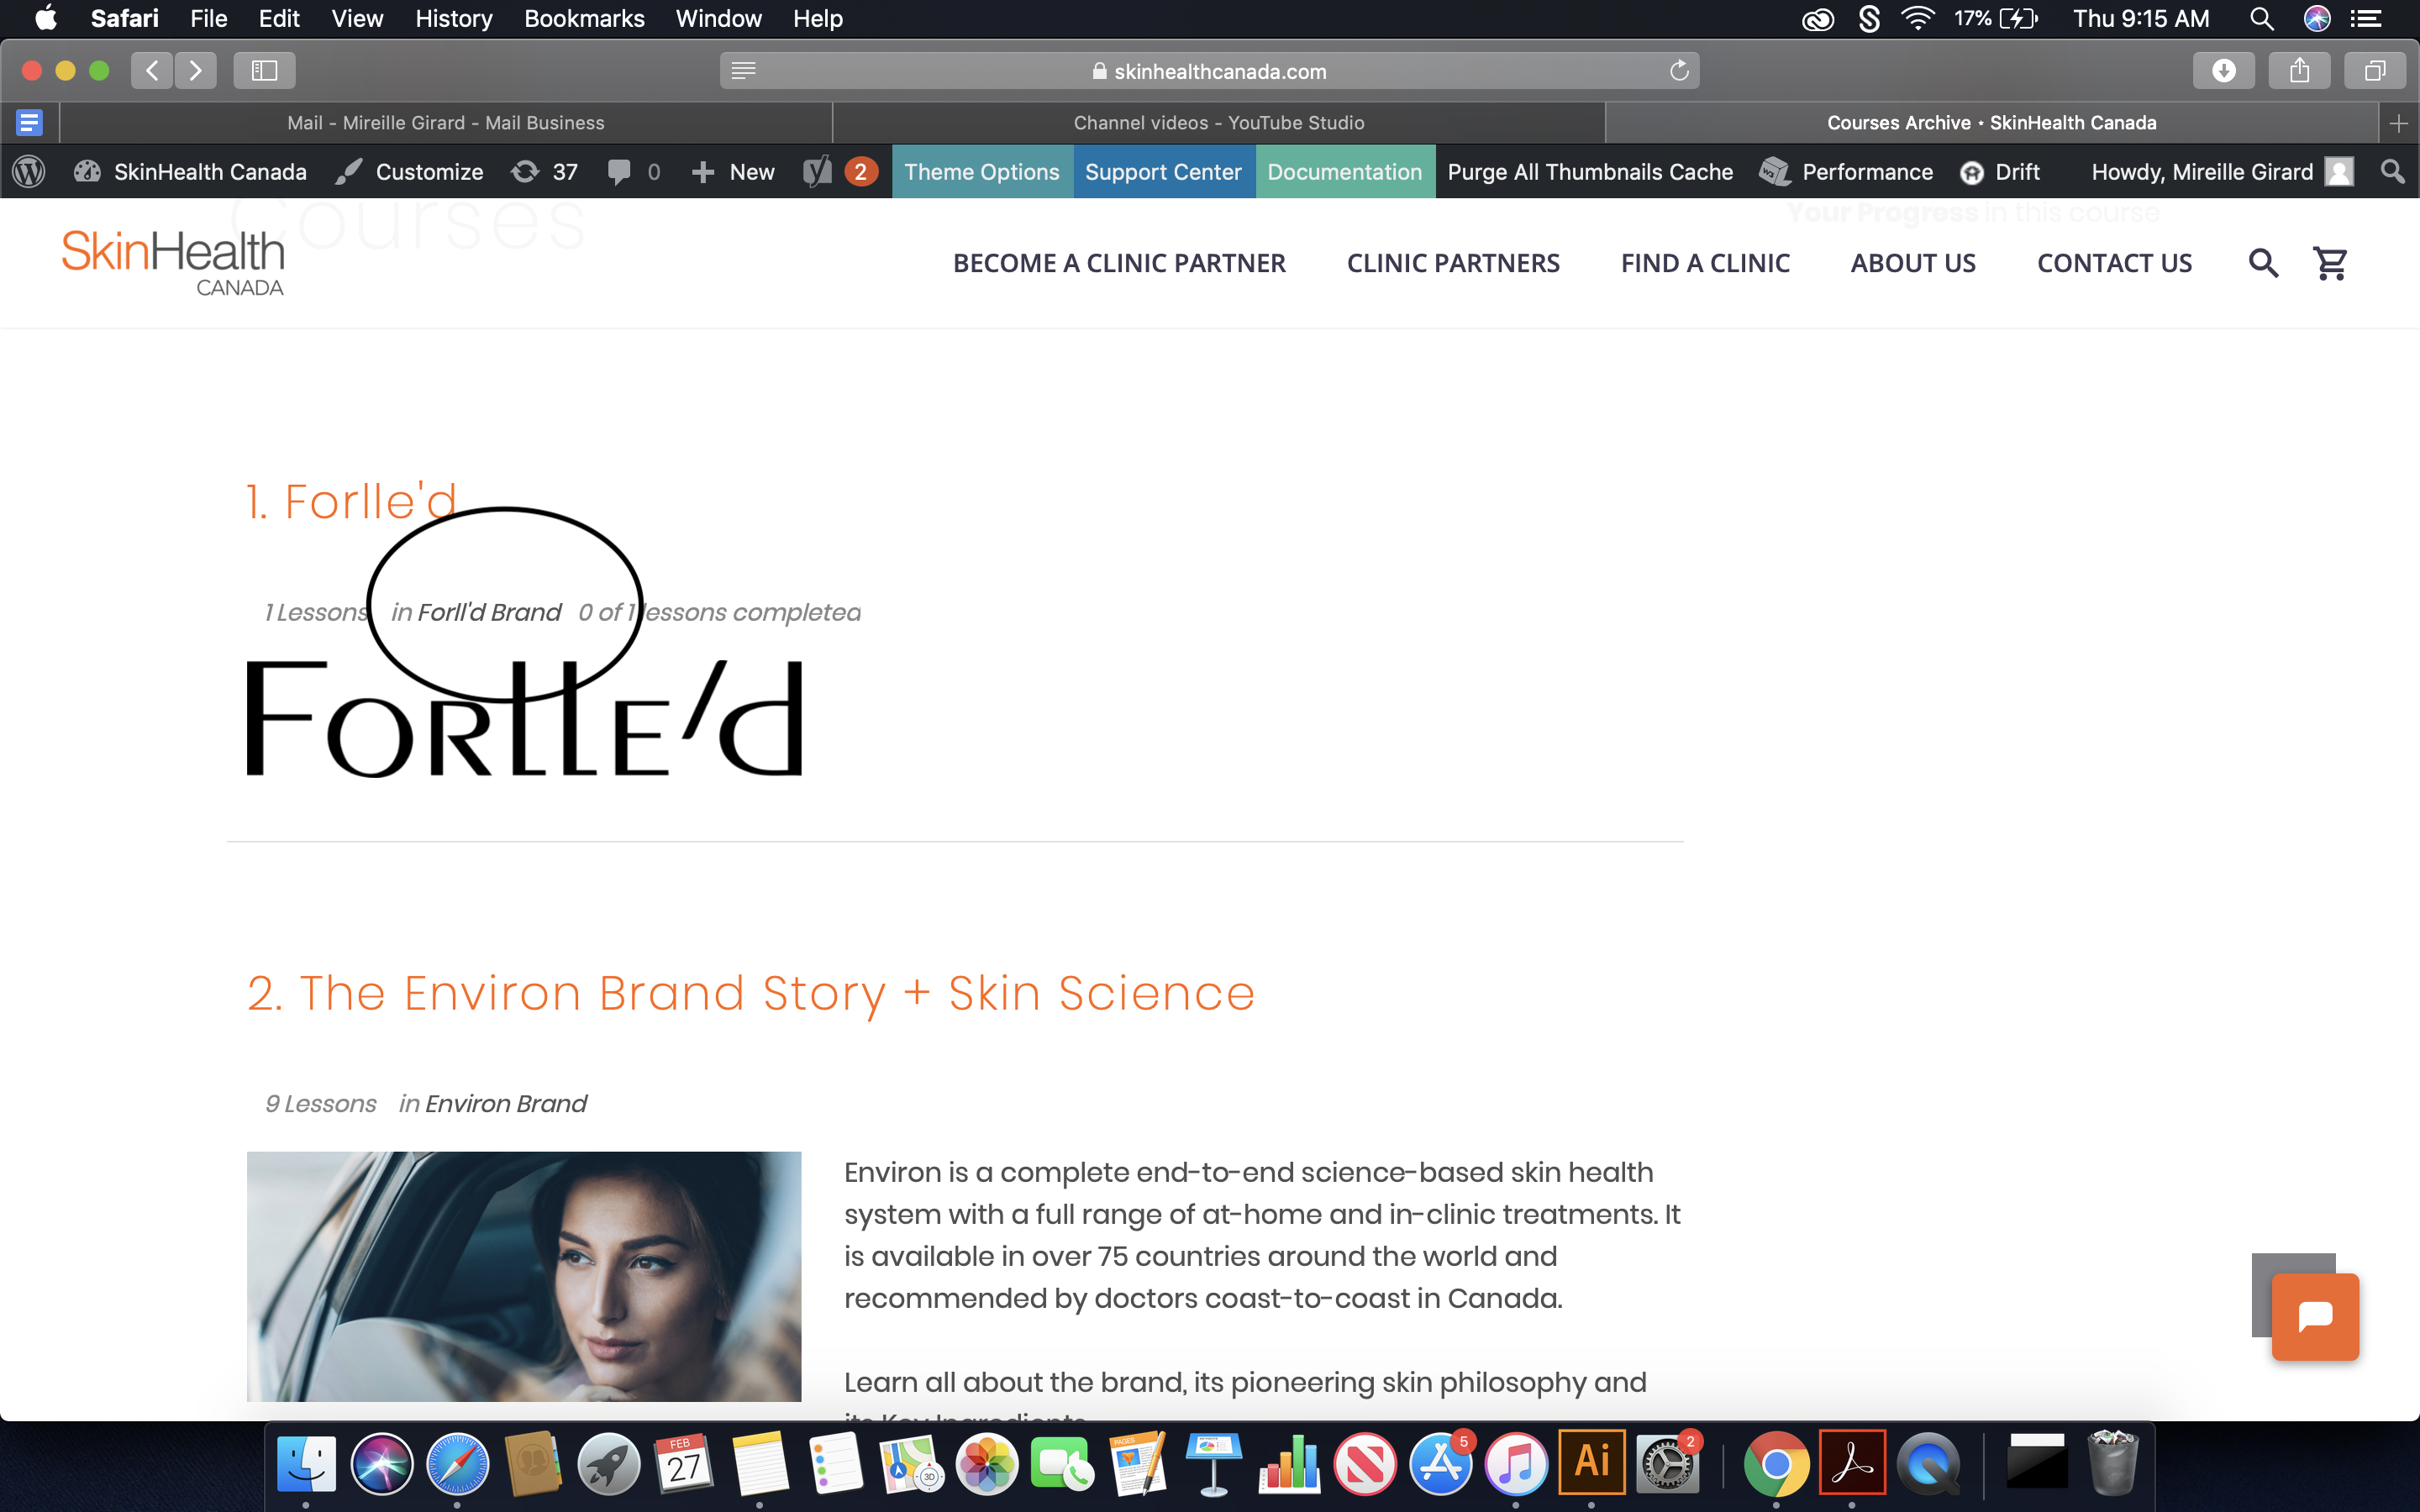 Safari File Edit View History Bookmarks Window Help 17% Thu 9:15 AM
skinhealthcanada.com
Mail - Mireille Girard - Mail Business Channel videos - YouTube Studio Courses Archive • SkinHealth Canada
SkinHealth Canada Customize 37 0 New 2 Theme Options Support Center Documentation Purge All Thumbnails Cache Performance Drift Howdy, Mireille Girard
Courses Your Progress in this course
SkinHealth
CANADA
BECOME A CLINIC PARTNER CLINIC PARTNERS FIND A CLINIC ABOUT US CONTACT US
1. Forlle'd
1 Lessons in Forll'd Brand 0 of 1 lessons completed
Forlle'd
2. The Environ Brand Story + Skin Science
9 Lessons in Environ Brand
Environ is a complete end-to-end science-based skin health
system with a full range of at-home and in-clinic treatments. It
is available in over 75 countries around the world and
recommended by doctors coast-to-coast in Canada.
Learn all about the brand, its pioneering skin philosophy and
its Key Ingredients
FEB
27
3D
PAGES
5
Ai
2